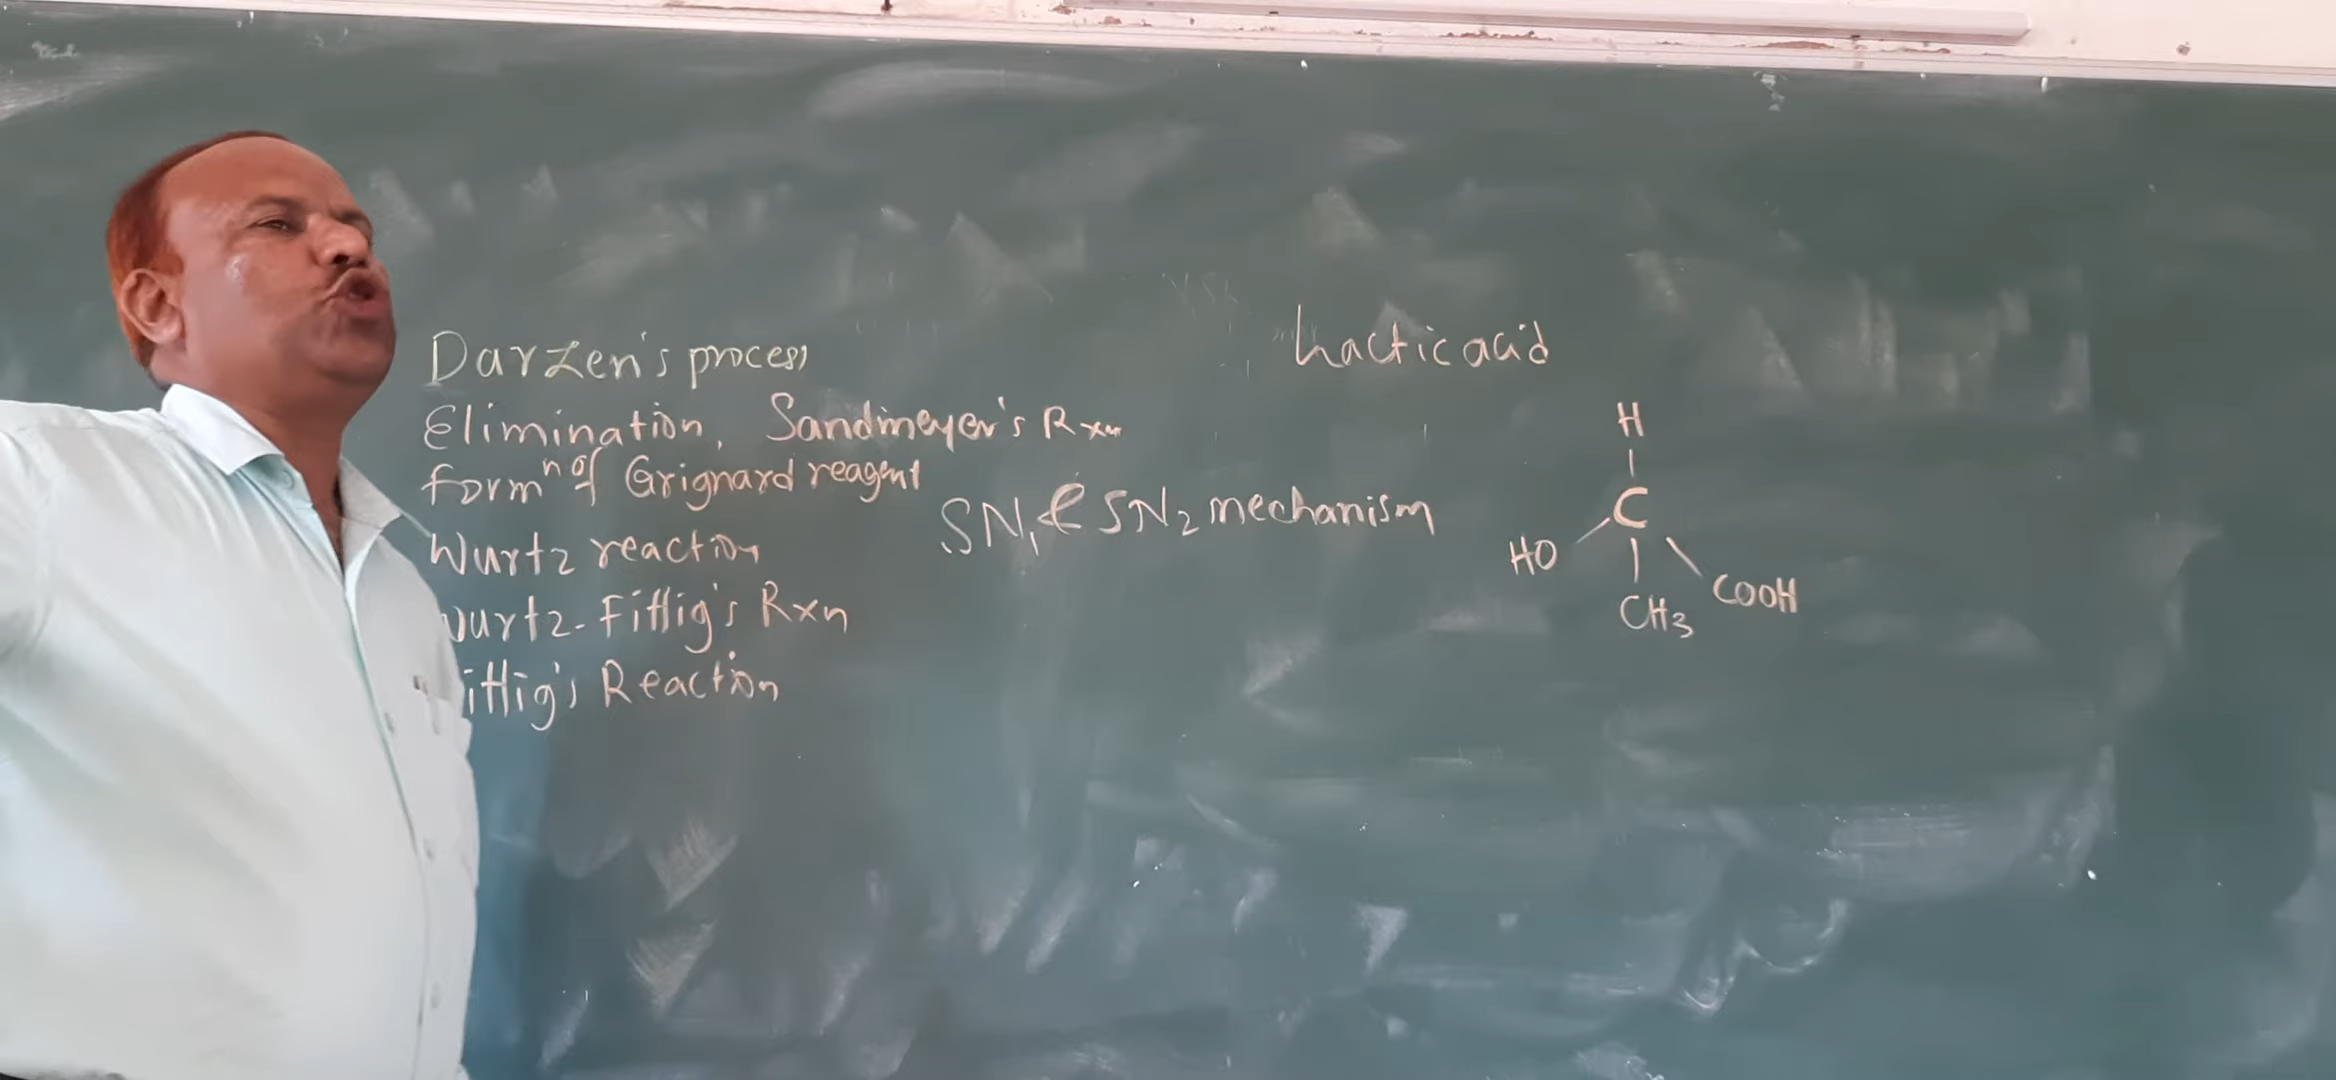 Darzen's process
Elimination, Sandmeyer's Rxn
formn of Grignard reagent
Wurtz reaction
Wurtz-Fittig's Rxn
ittig's Reaction
SN1 & SN2 mechanism
Lactic acid
H
C
HO
COOH
CH3